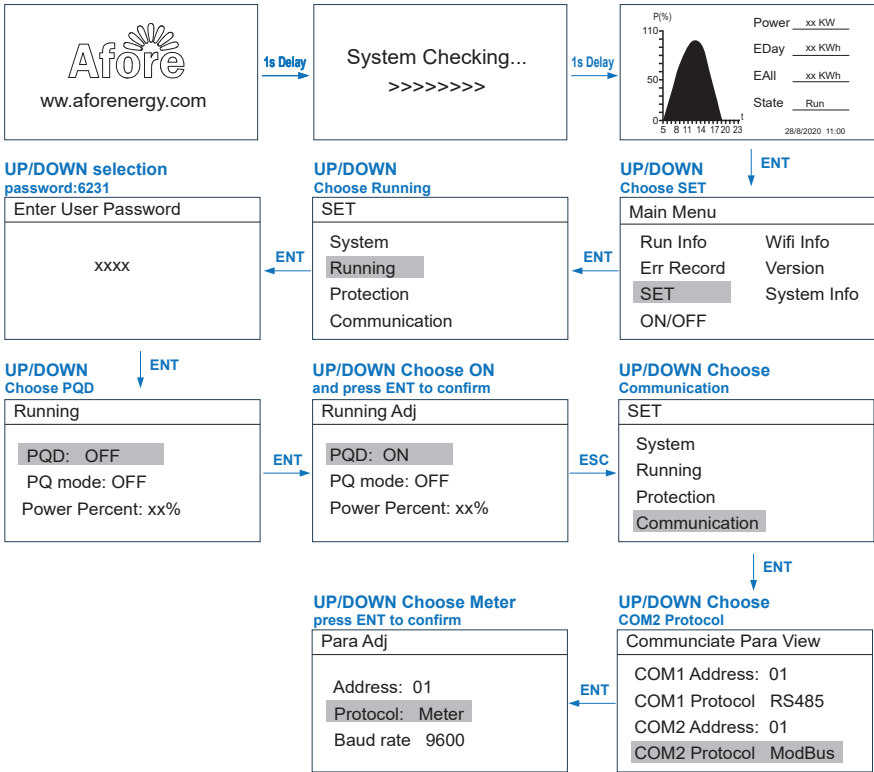 Afore
ww.aforenergy.com
1s Delay
System Checking...
>>>>>>>>
1s Delay
P(%)
110
50
0
5 8 11 14 17 20 23
t
Power xx KW
EDay xx KWh
EAll xx KWh
State Run
28/8/2020 11:00
ENT
UP/DOWN selection
password:6231
Enter User Password
xxxx
ENT
UP/DOWN
Choose Running
SET
System
Running
Protection
Communication
ENT
UP/DOWN
Choose SET
Main Menu
Run Info Wifi Info
Err Record Version
SET System Info
ON/OFF
ENT
UP/DOWN
Choose PQD
Running
PQD: OFF
PQ mode: OFF
Power Percent: xx%
ENT
UP/DOWN Choose ON
and press ENT to confirm
Running Adj
PQD: ON
PQ mode: OFF
Power Percent: xx%
ESC
UP/DOWN Choose
Communication
SET
System
Running
Protection
Communication
ENT
UP/DOWN Choose Meter
press ENT to confirm
Para Adj
Address: 01
Protocol: Meter
Baud rate 9600
ENT
UP/DOWN Choose
COM2 Protocol
Communciate Para View
COM1 Address: 01
COM1 Protocol RS485
COM2 Address: 01
COM2 Protocol ModBus